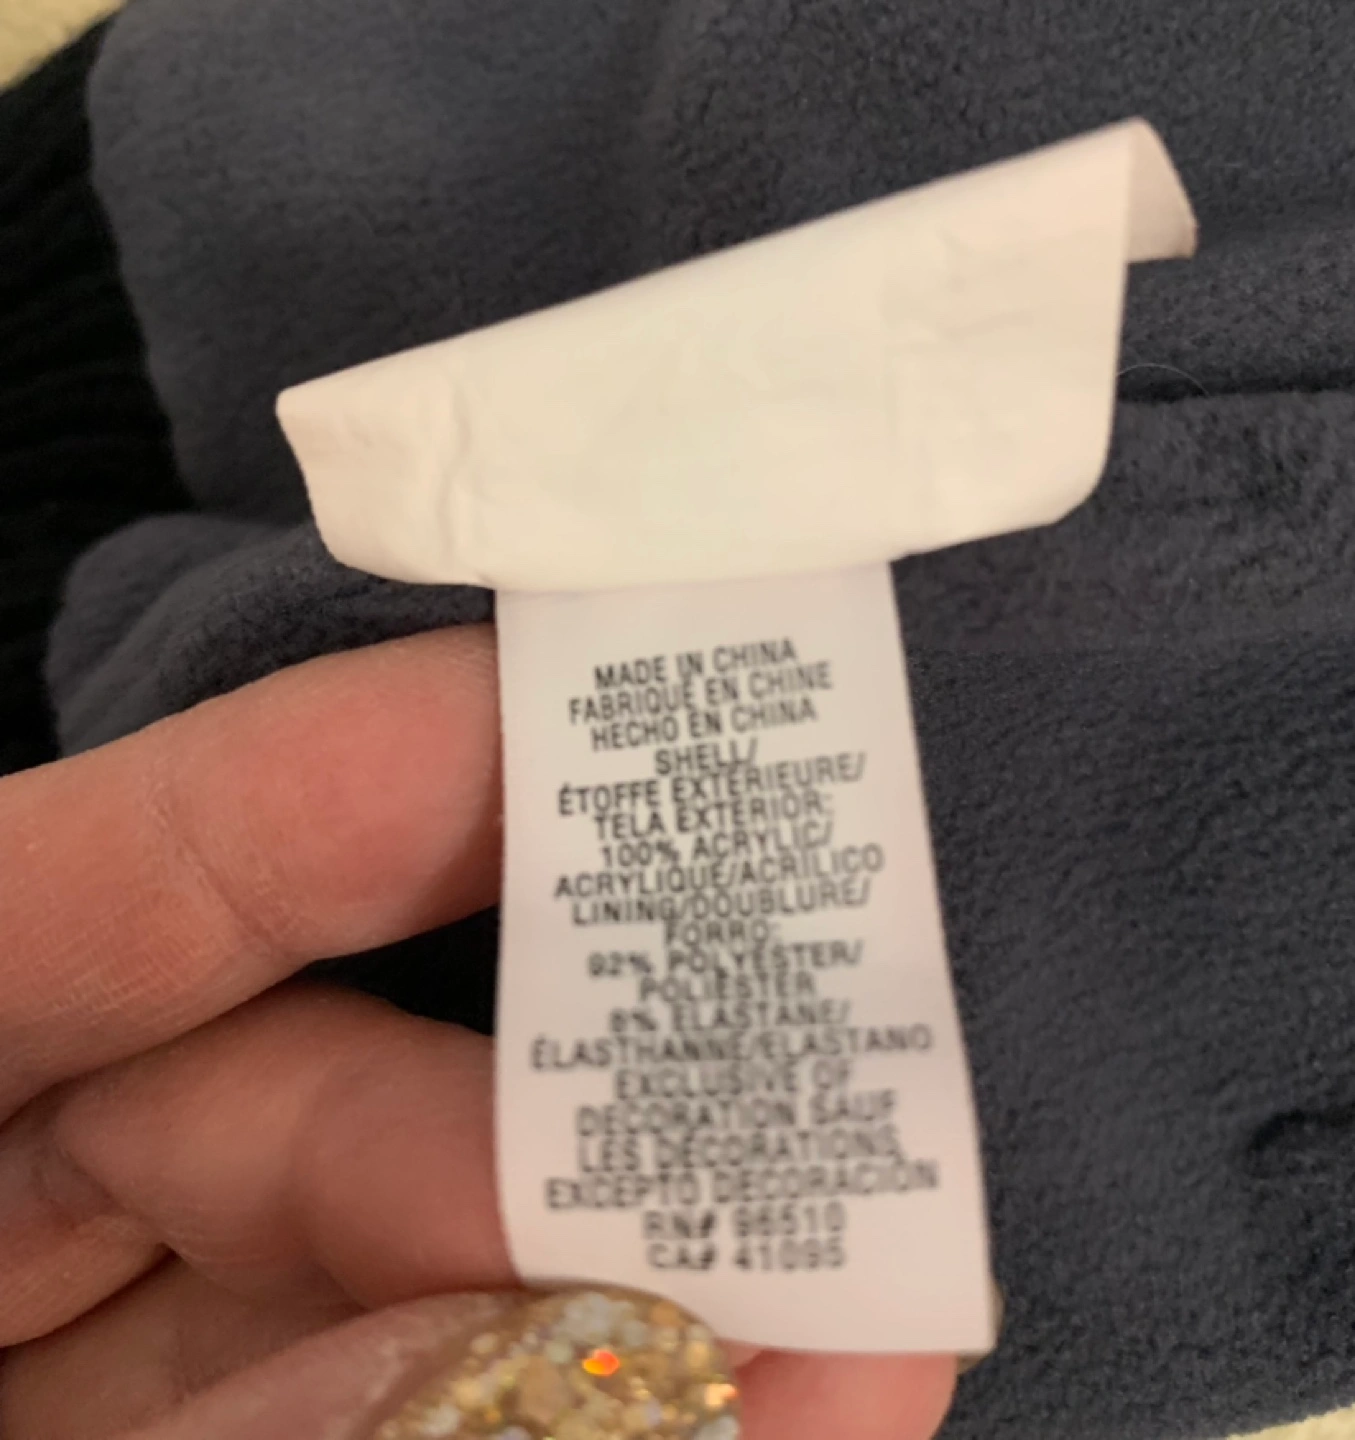 MADE IN CHINA
FABRIQUÉ EN CHINE
HECHO EN CHINA
SHELL/
ÉTOFFE EXTÉRIEURE/
TELA EXTERIOR:
100% ACRYLIC/
ACRYLIQUE/ACRÍLICO
LINING/DOUBLURE/
FORRO:
92% POLYESTER/
POLIÉSTER
8% ELASTANE/
ÉLASTHANNE/ELASTANO
EXCLUSIVE OF
DECORATION SAUF
LES DÉCORATIONS
EXCEPTO DECORACIÓN
RN# 96510
CA# 41095